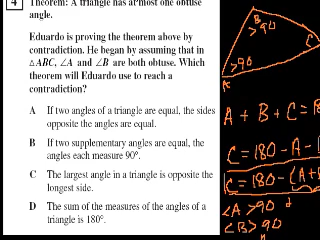 4 Theorem: A triangle has at most one obtuse
angle.
Eduardo is proving the theorem above by
contradiction. He began by assuming that in
△ABC, ∠A and ∠B are both obtuse. Which
theorem will Eduardo use to reach a
contradiction?
A If two angles of a triangle are equal, the sides
opposite the angles are equal.
B If two supplementary angles are equal, the
angles each measure 90°.
C The largest angle in a triangle is opposite the
longest side.
D The sum of the measures of the angles of a
triangle is 180°.
B
>90
>90
A
C
A + B + C = 18
C = 180 - A -
C = 180 - (A+
∠A > 90
∠B > 90